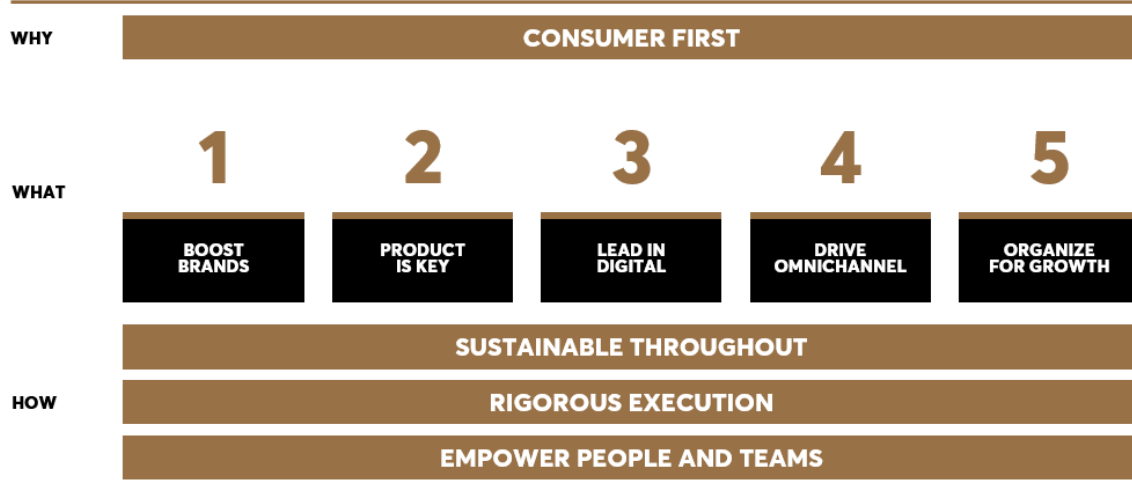 WHY
CONSUMER FIRST
1
2
3
4
5
WHAT
BOOST
BRANDS
PRODUCT
IS KEY
LEAD IN
DIGITAL
DRIVE
OMNICHANNEL
ORGANIZE
FOR GROWTH
SUSTAINABLE THROUGHOUT
HOW
RIGOROUS EXECUTION
EMPOWER PEOPLE AND TEAMS